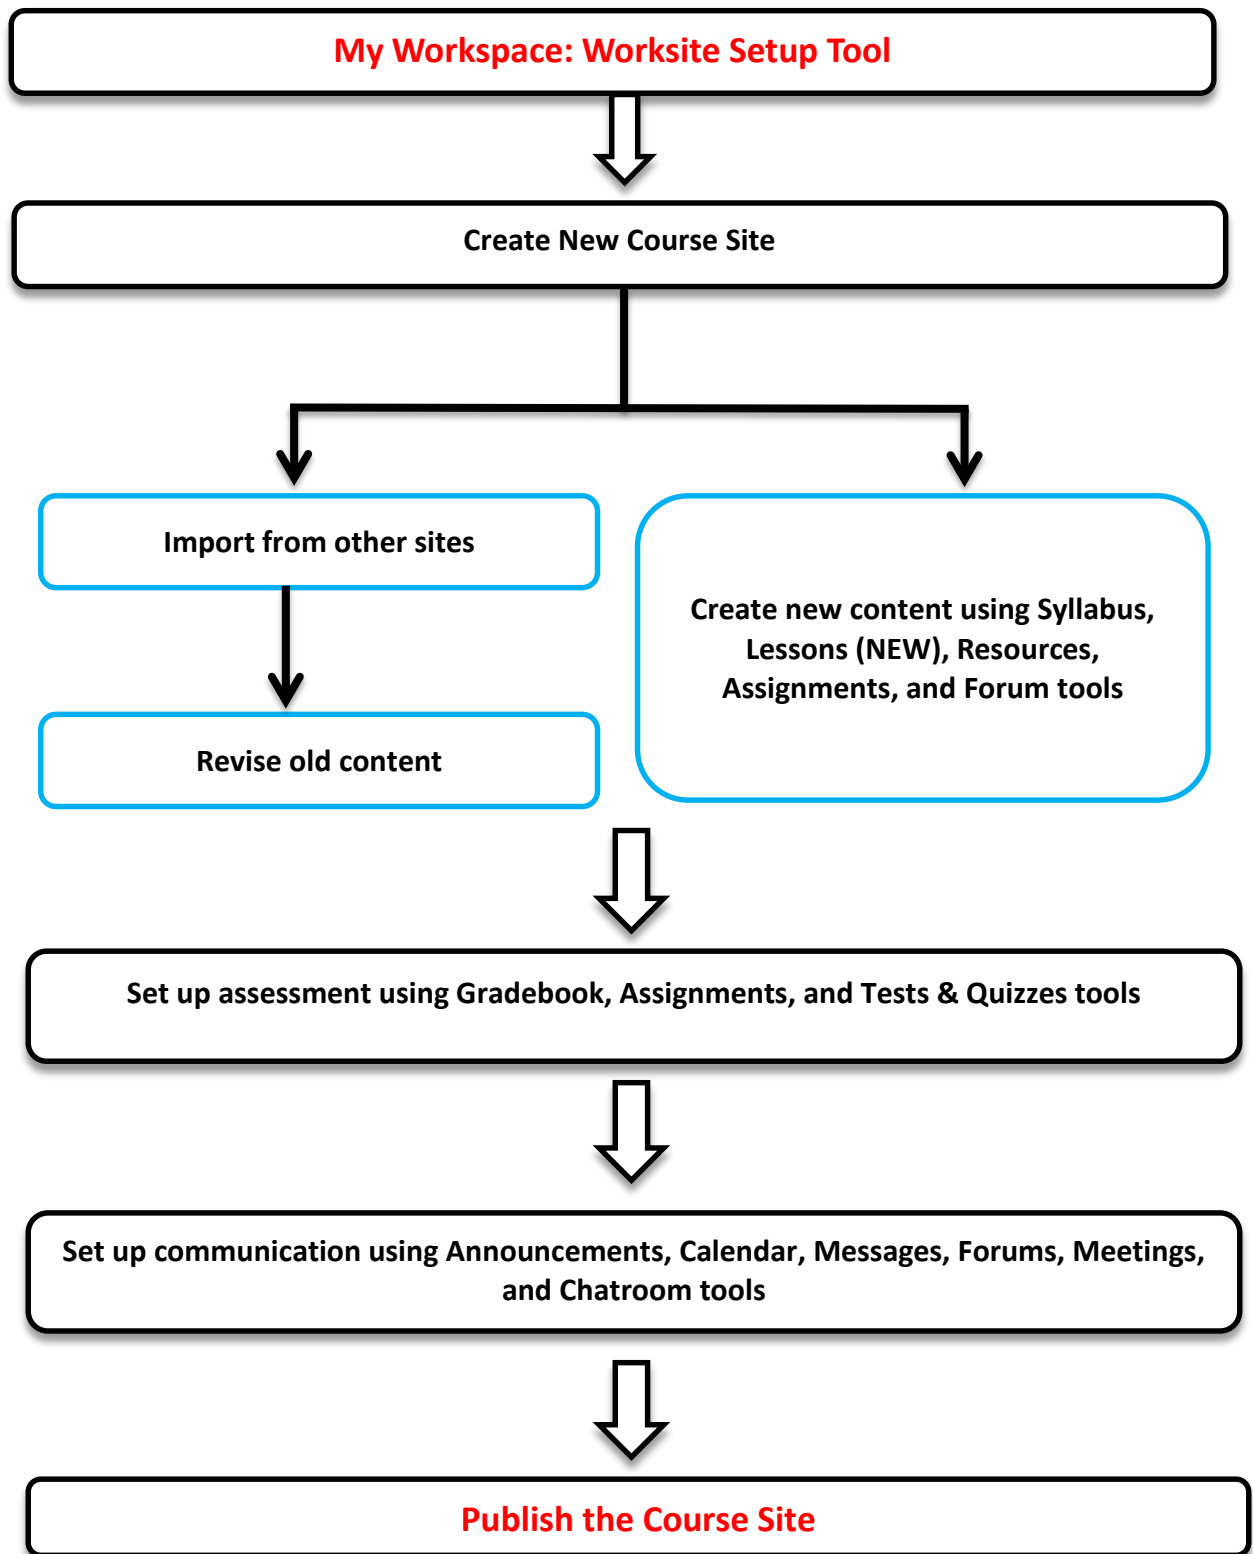 My Workspace: Worksite Setup Tool
Create New Course Site
Import from other sites
Create new content using Syllabus,
Lessons (NEW), Resources,
Assignments, and Forum tools
Revise old content
Set up assessment using Gradebook, Assignments, and Tests & Quizzes tools
Set up communication using Announcements, Calendar, Messages, Forums, Meetings,
and Chatroom tools
Publish the Course Site